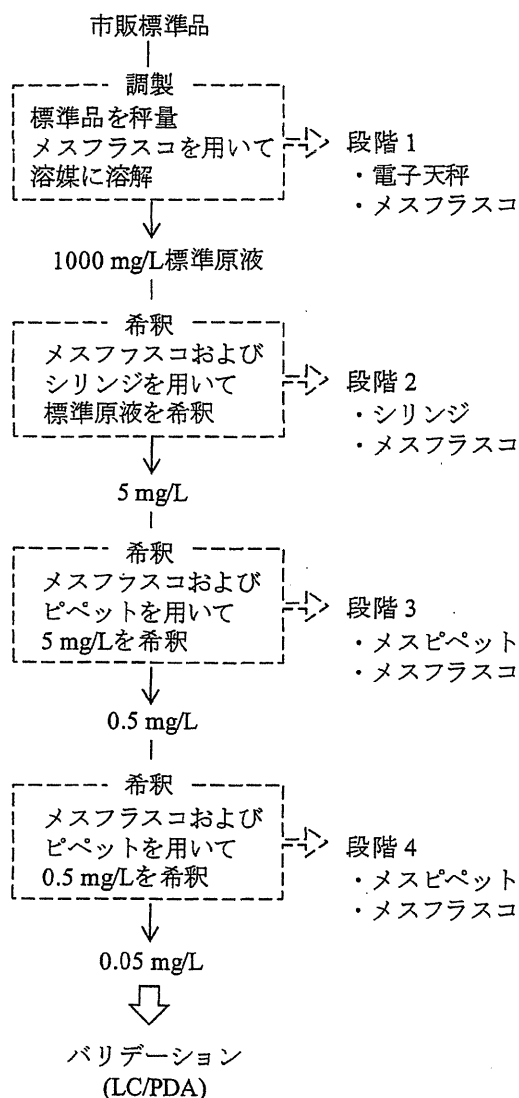 市販標準品
調製
標準品を秤量
メスフラスコを用いて
溶媒に溶解
段階1
・電子天秤
・メスフラスコ
1000 mg/L標準原液
希釈
メスフラスコおよび
シリンジを用いて
標準原液を希釈
段階2
・シリンジ
・メスフラスコ
5 mg/L
希釈
メスフラスコおよび
ピペットを用いて
5 mg/Lを希釈
段階3
・メスピペット
・メスフラスコ
0.5 mg/L
希釈
メスフラスコおよび
ピペットを用いて
0.5 mg/Lを希釈
段階4
・メスピペット
・メスフラスコ
0.05 mg/L
バリデーション
(LC/PDA)